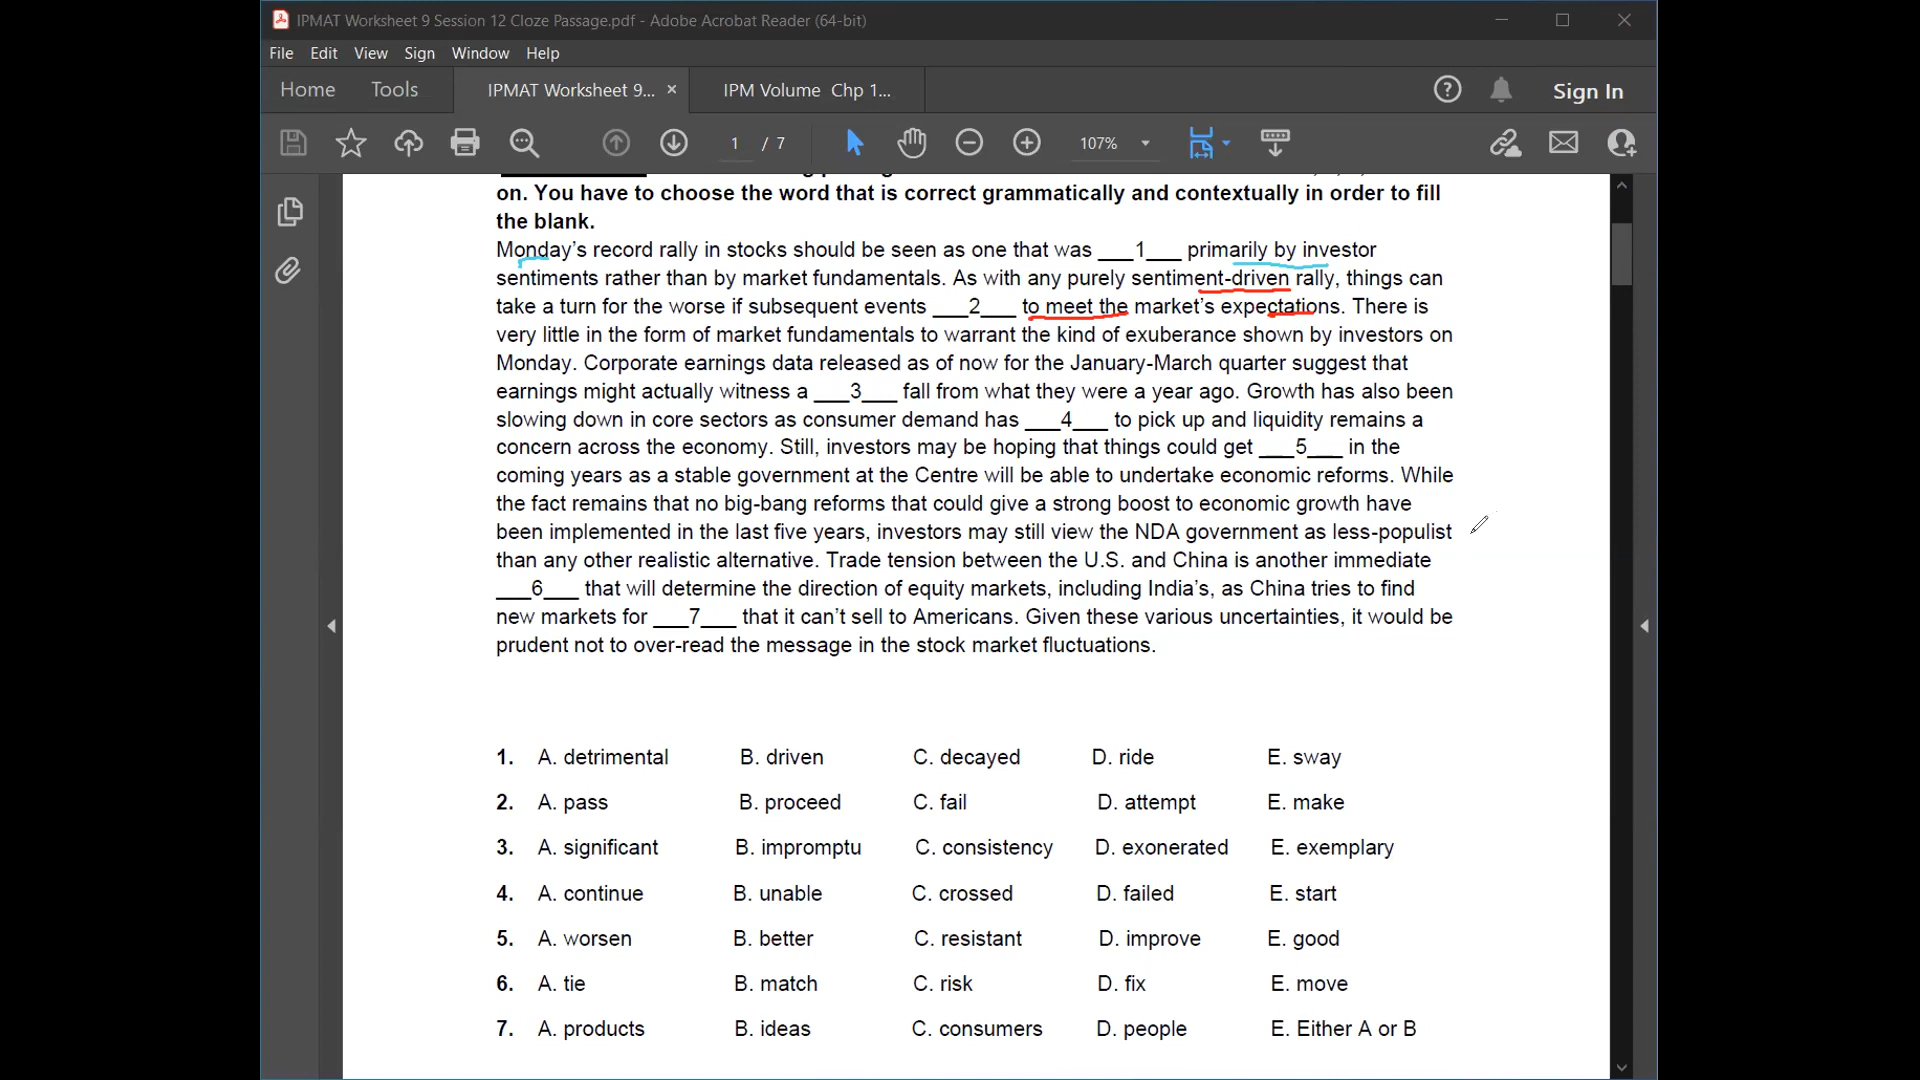 IPMAT Worksheet 9 Session 12 Cloze Passage.pdf - Adobe Acrobat Reader (64-bit)
File Edit View Sign Window Help
Home Tools IPMAT Worksheet 9... × IPM Volume Chp 1... Sign In
1 / 7 107%
on. You have to choose the word that is correct grammatically and contextually in order to fill
the blank.
Monday's record rally in stocks should be seen as one that was ___1___ primarily by investor
sentiments rather than by market fundamentals. As with any purely sentiment-driven rally, things can
take a turn for the worse if subsequent events ___2___ to meet the market's expectations. There is
very little in the form of market fundamentals to warrant the kind of exuberance shown by investors on
Monday. Corporate earnings data released as of now for the January-March quarter suggest that
earnings might actually witness a ___3___ fall from what they were a year ago. Growth has also been
slowing down in core sectors as consumer demand has ___4___ to pick up and liquidity remains a
concern across the economy. Still, investors may be hoping that things could get ___5___ in the
coming years as a stable government at the Centre will be able to undertake economic reforms. While
the fact remains that no big-bang reforms that could give a strong boost to economic growth have
been implemented in the last five years, investors may still view the NDA government as less-populist
than any other realistic alternative. Trade tension between the U.S. and China is another immediate
___6___ that will determine the direction of equity markets, including India's, as China tries to find
new markets for ___7___ that it can't sell to Americans. Given these various uncertainties, it would be
prudent not to over-read the message in the stock market fluctuations.
1. A. detrimental B. driven C. decayed D. ride E. sway
2. A. pass B. proceed C. fail D. attempt E. make
3. A. significant B. impromptu C. consistency D. exonerated E. exemplary
4. A. continue B. unable C. crossed D. failed E. start
5. A. worsen B. better C. resistant D. improve E. good
6. A. tie B. match C. risk D. fix E. move
7. A. products B. ideas C. consumers D. people E. Either A or B